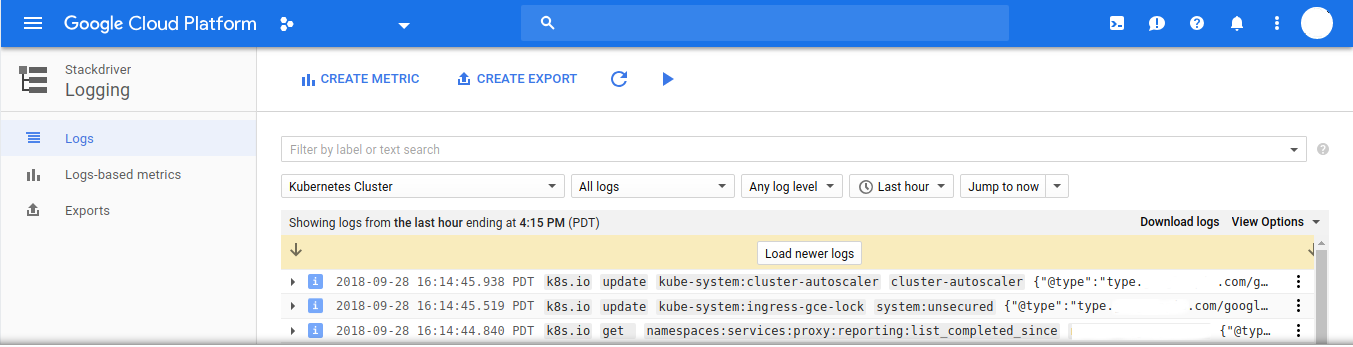 Google Cloud Platform
Stackdriver
Logging
CREATE METRIC CREATE EXPORT
Logs
Logs-based metrics
Exports
Filter by label or text search
Kubernetes Cluster All logs Any log level Last hour Jump to now
Showing logs from the last hour ending at 4:15 PM (PDT) Download logs View Options
Load newer logs
2018-09-28 16:14:45.938 PDT k8s.io update kube-system:cluster-autoscaler cluster-autoscaler {"@type":"type. .com/g…
2018-09-28 16:14:45.519 PDT k8s.io update kube-system:ingress-gce-lock system:unsecured {"@type":"type. .com/googl…
2018-09-28 16:14:44.840 PDT k8s.io get namespaces:services:proxy:reporting:list_completed_since {"@typ…